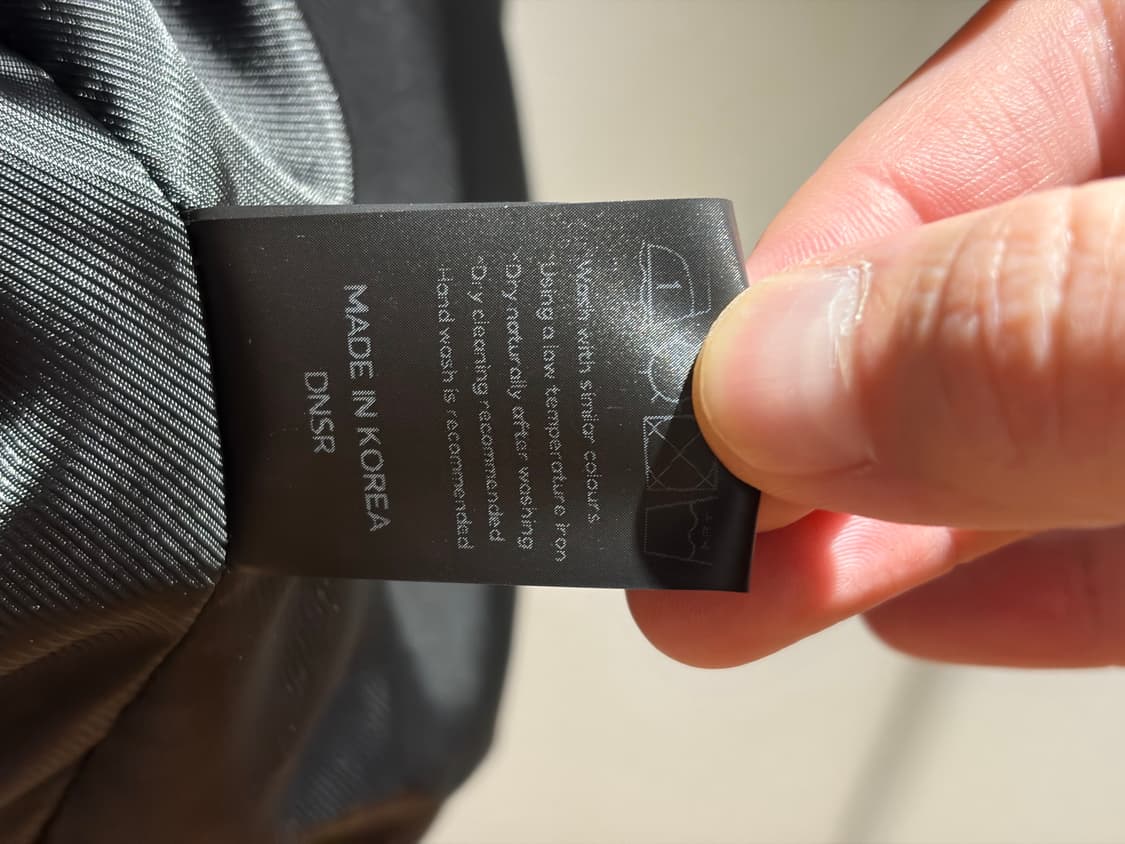 1
*Wash with similar colours.
*Using a low temperature iron
*Dry naturally after washing
*Dry cleaning recommended
Hand wash is recommended
MADE IN KOREA
DNSR